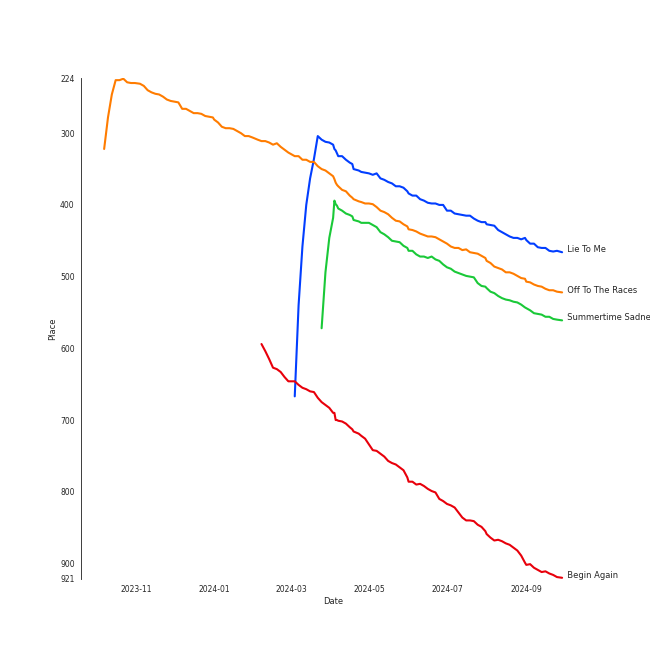 224
300
400
500
600
700
800
900
921
Place
2023-11
2024-01
2024-03
2024-05
2024-07
2024-09
Date
Lie To Me
Off To The Races
Summertime Sadne
Begin Again